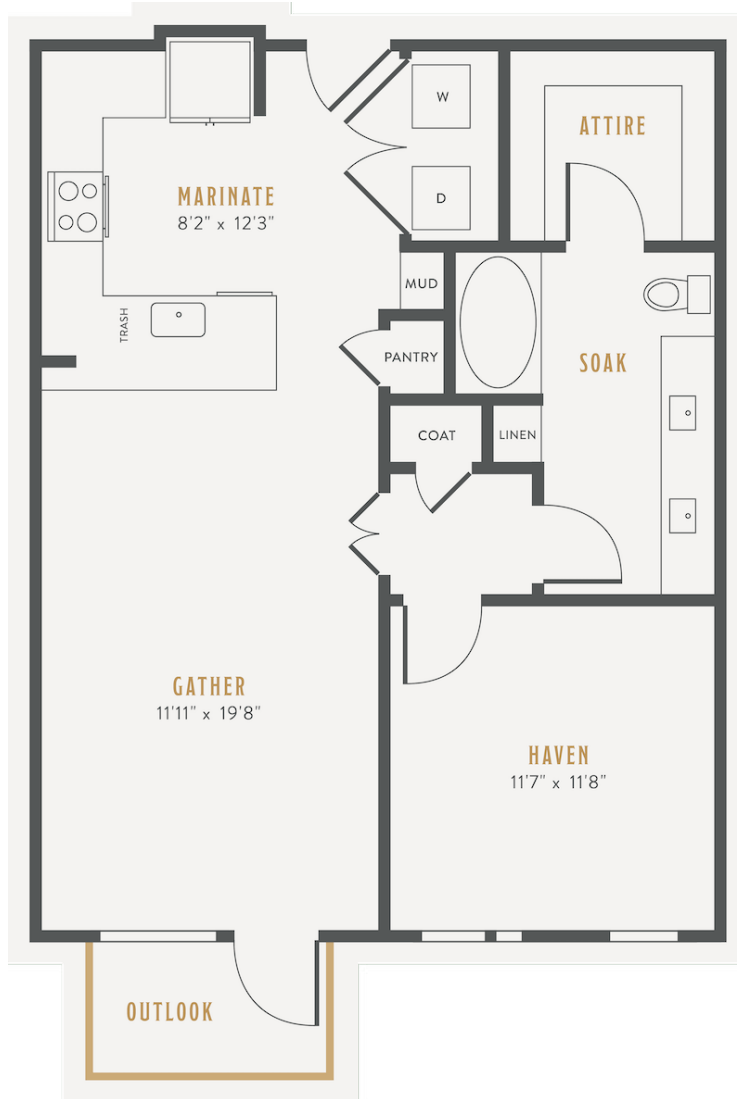 W
ATTIRE
MARINATE
8'2" x 12'3"
D
MUD
TRASH
PANTRY
SOAK
COAT
LINEN
GATHER
11'11" x 19'8"
HAVEN
11'7" x 11'8"
OUTLOOK